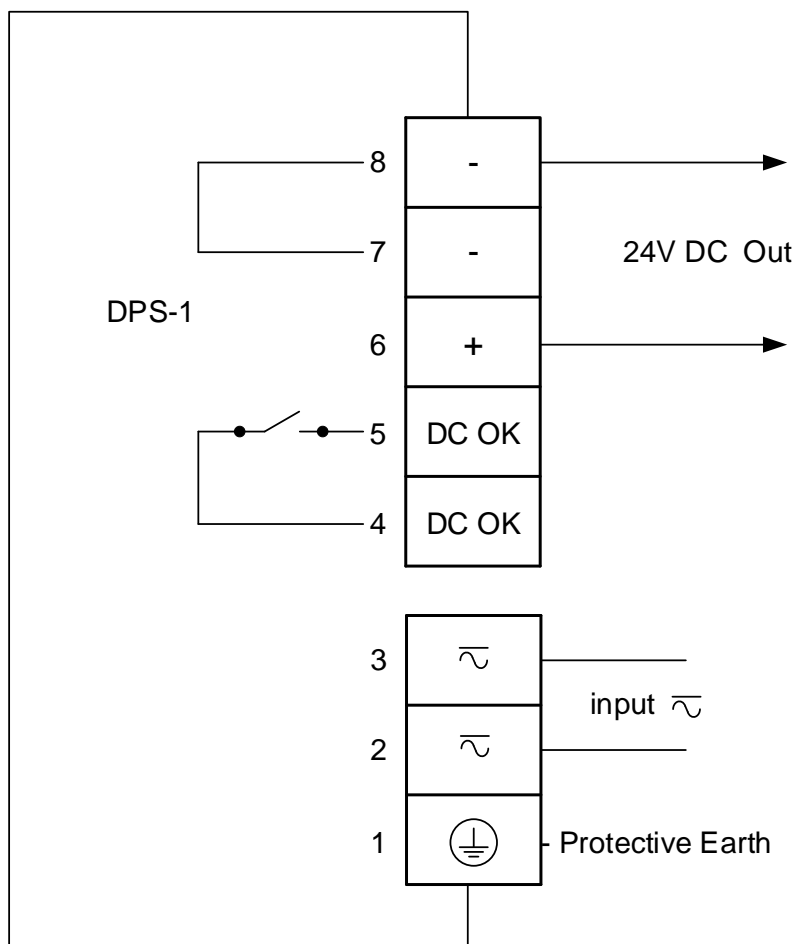 8 -
7 -
24V DC Out
DPS-1
6 +
5 DC OK
4 DC OK
3
input
2
1 - Protective Earth